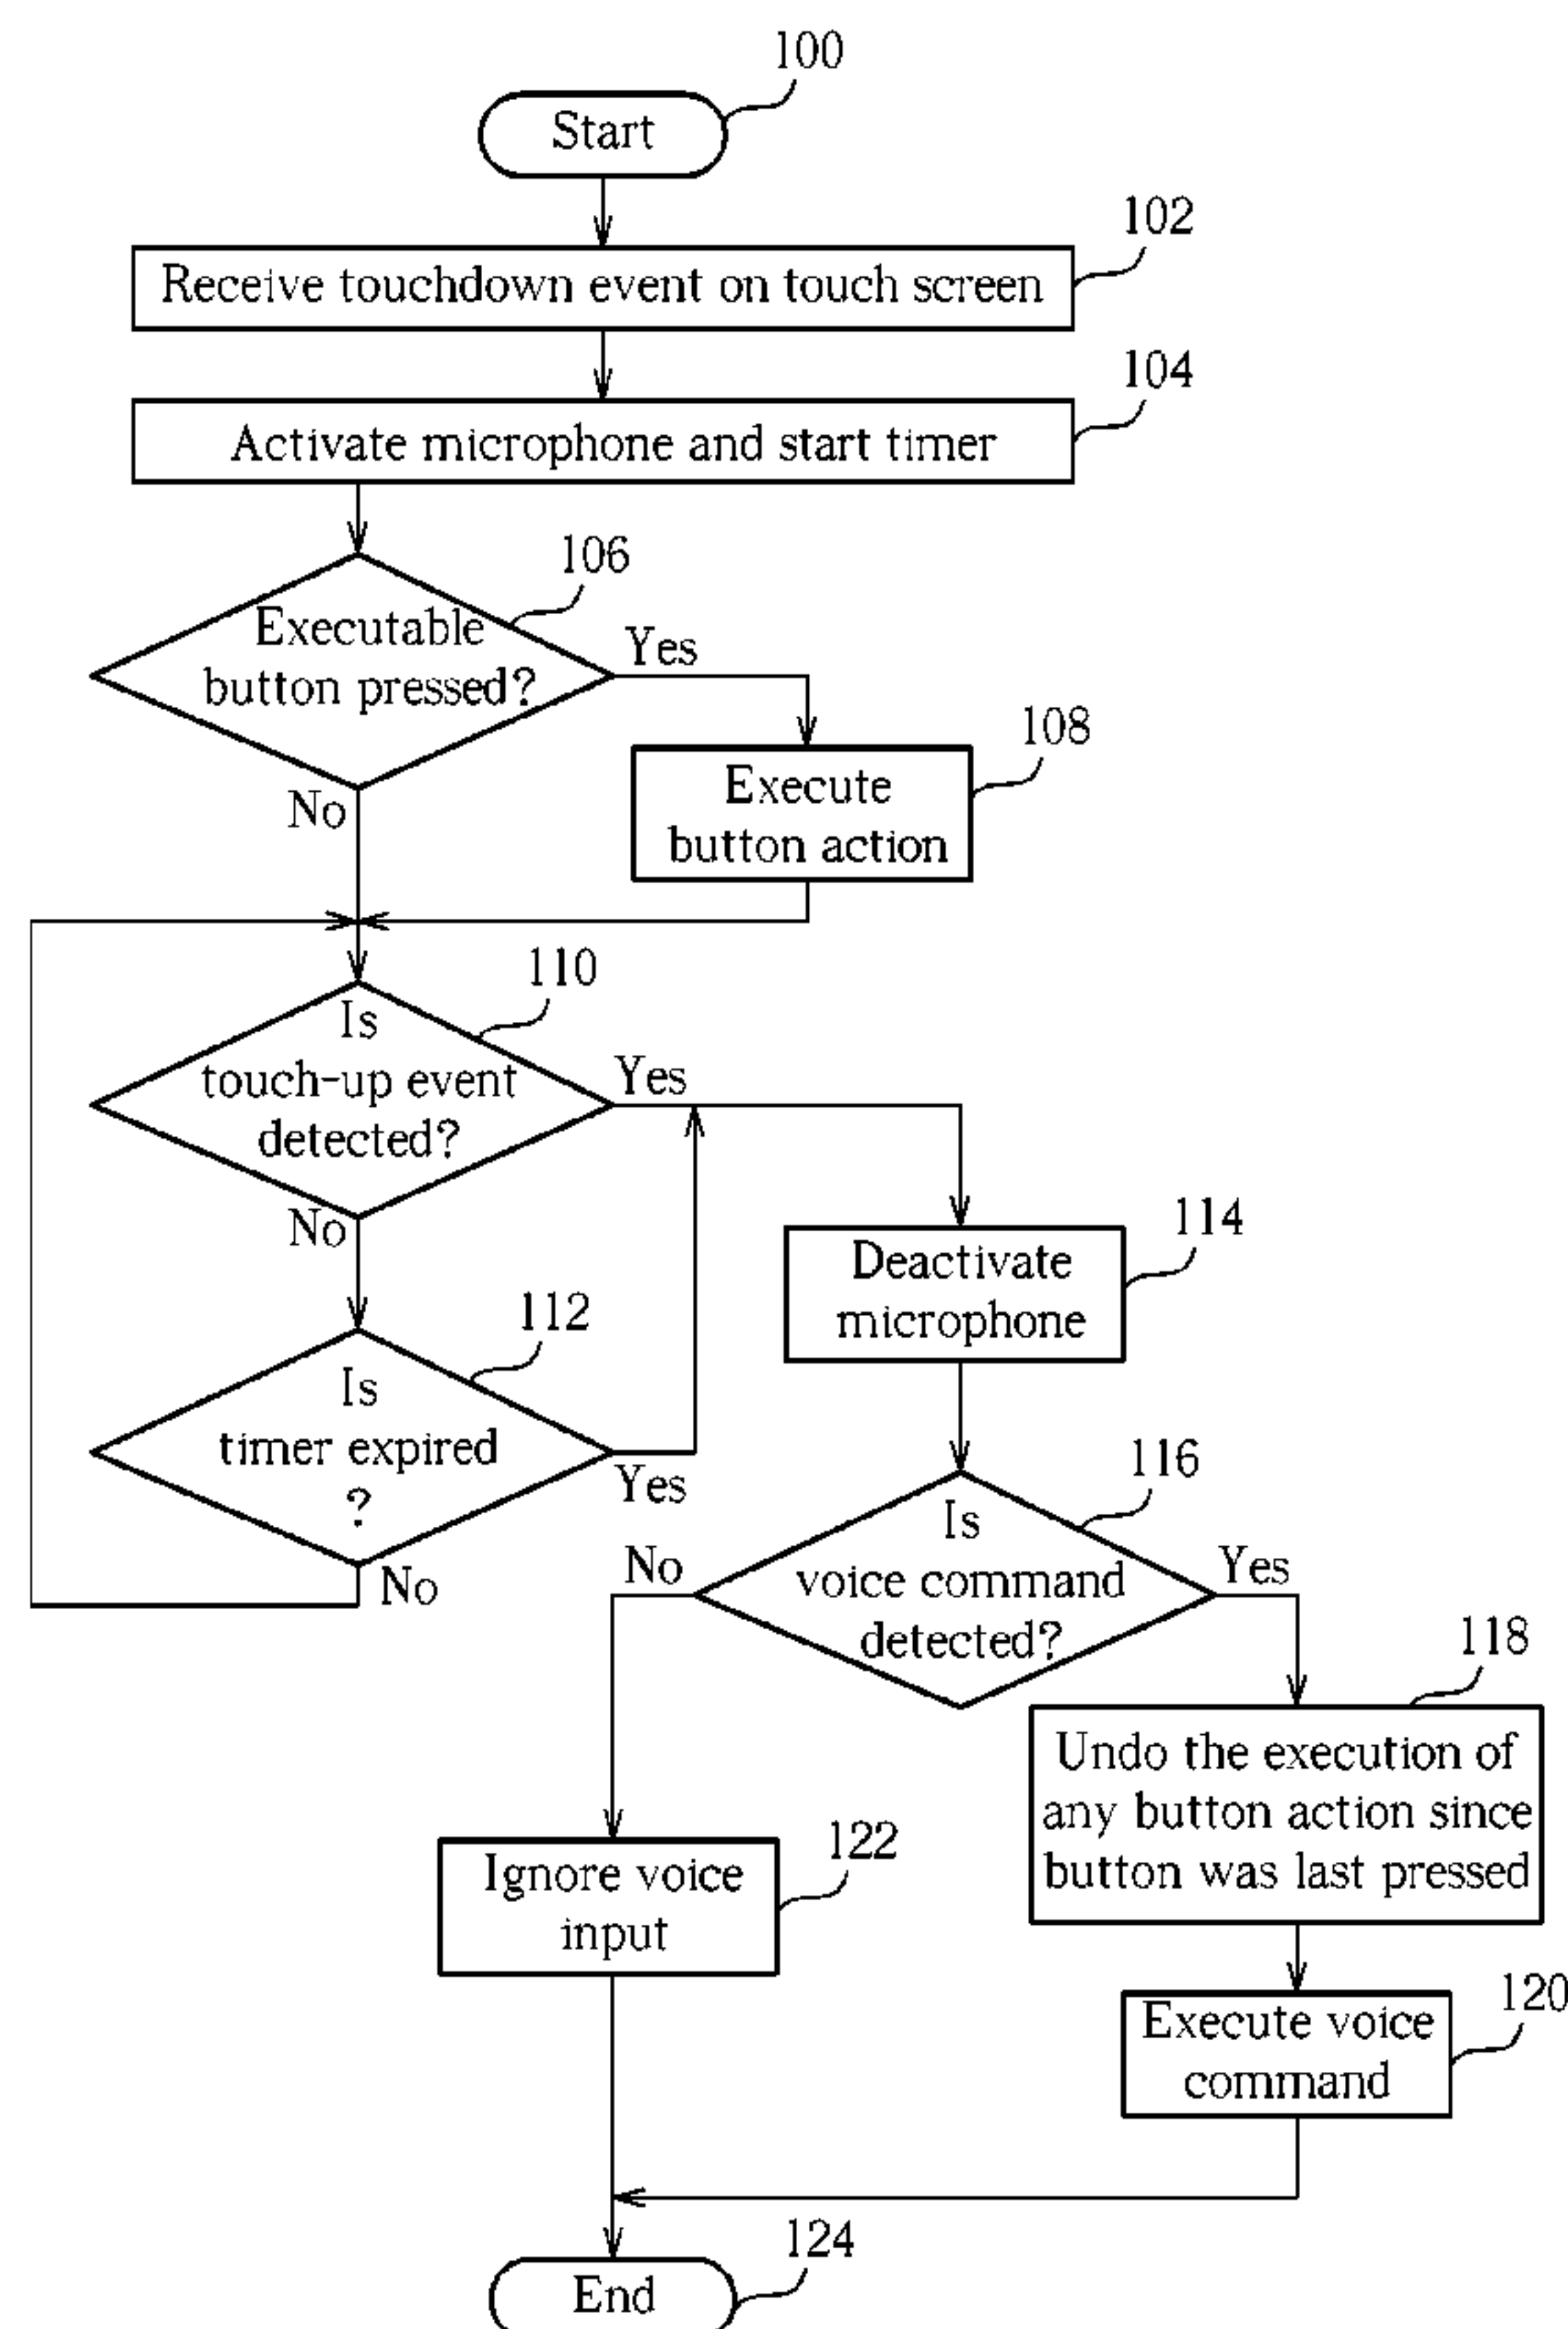 100
Start
102
Receive touchdown event on touch screen
104
Activate microphone and start timer
106
Executable
button pressed?
Yes
No
108
Execute
button action
110
Is
touch-up event
detected?
Yes
No
112
Is
timer expired
?
Yes
No
114
Deactivate
microphone
116
Is
voice command
detected?
No
Yes
118
Undo the execution of
any button action since
button was last pressed
122
Ignore voice
input
120
Execute voice
command
124
End